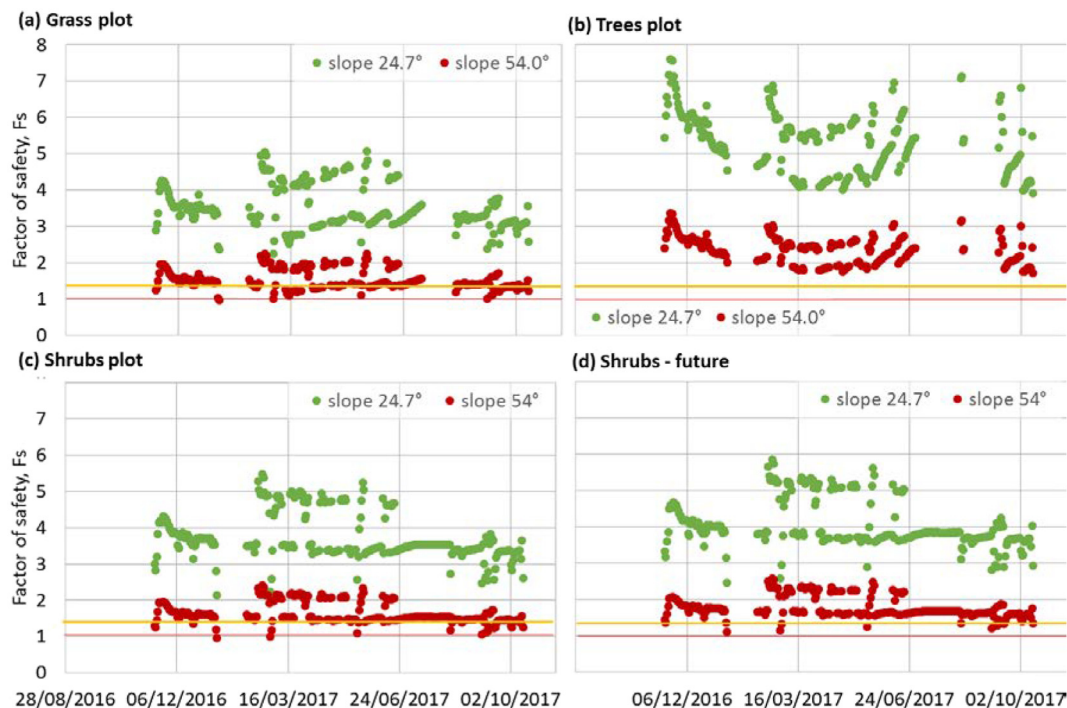 (a) Grass plot
(b) Trees plot
8
7
6
5
4
3
2
1
0
Factor of safety, Fs
slope 24.7° slope 54.0°
slope 24.7° slope 54.0°
(c) Shrubs plot
(d) Shrubs - future
7
6
5
4
3
2
1
0
Factor of safety, Fs
slope 24.7° slope 54°
slope 24.7° slope 54°
28/08/2016 06/12/2016 16/03/2017 24/06/2017 02/10/2017
06/12/2016 16/03/2017 24/06/2017 02/10/2017